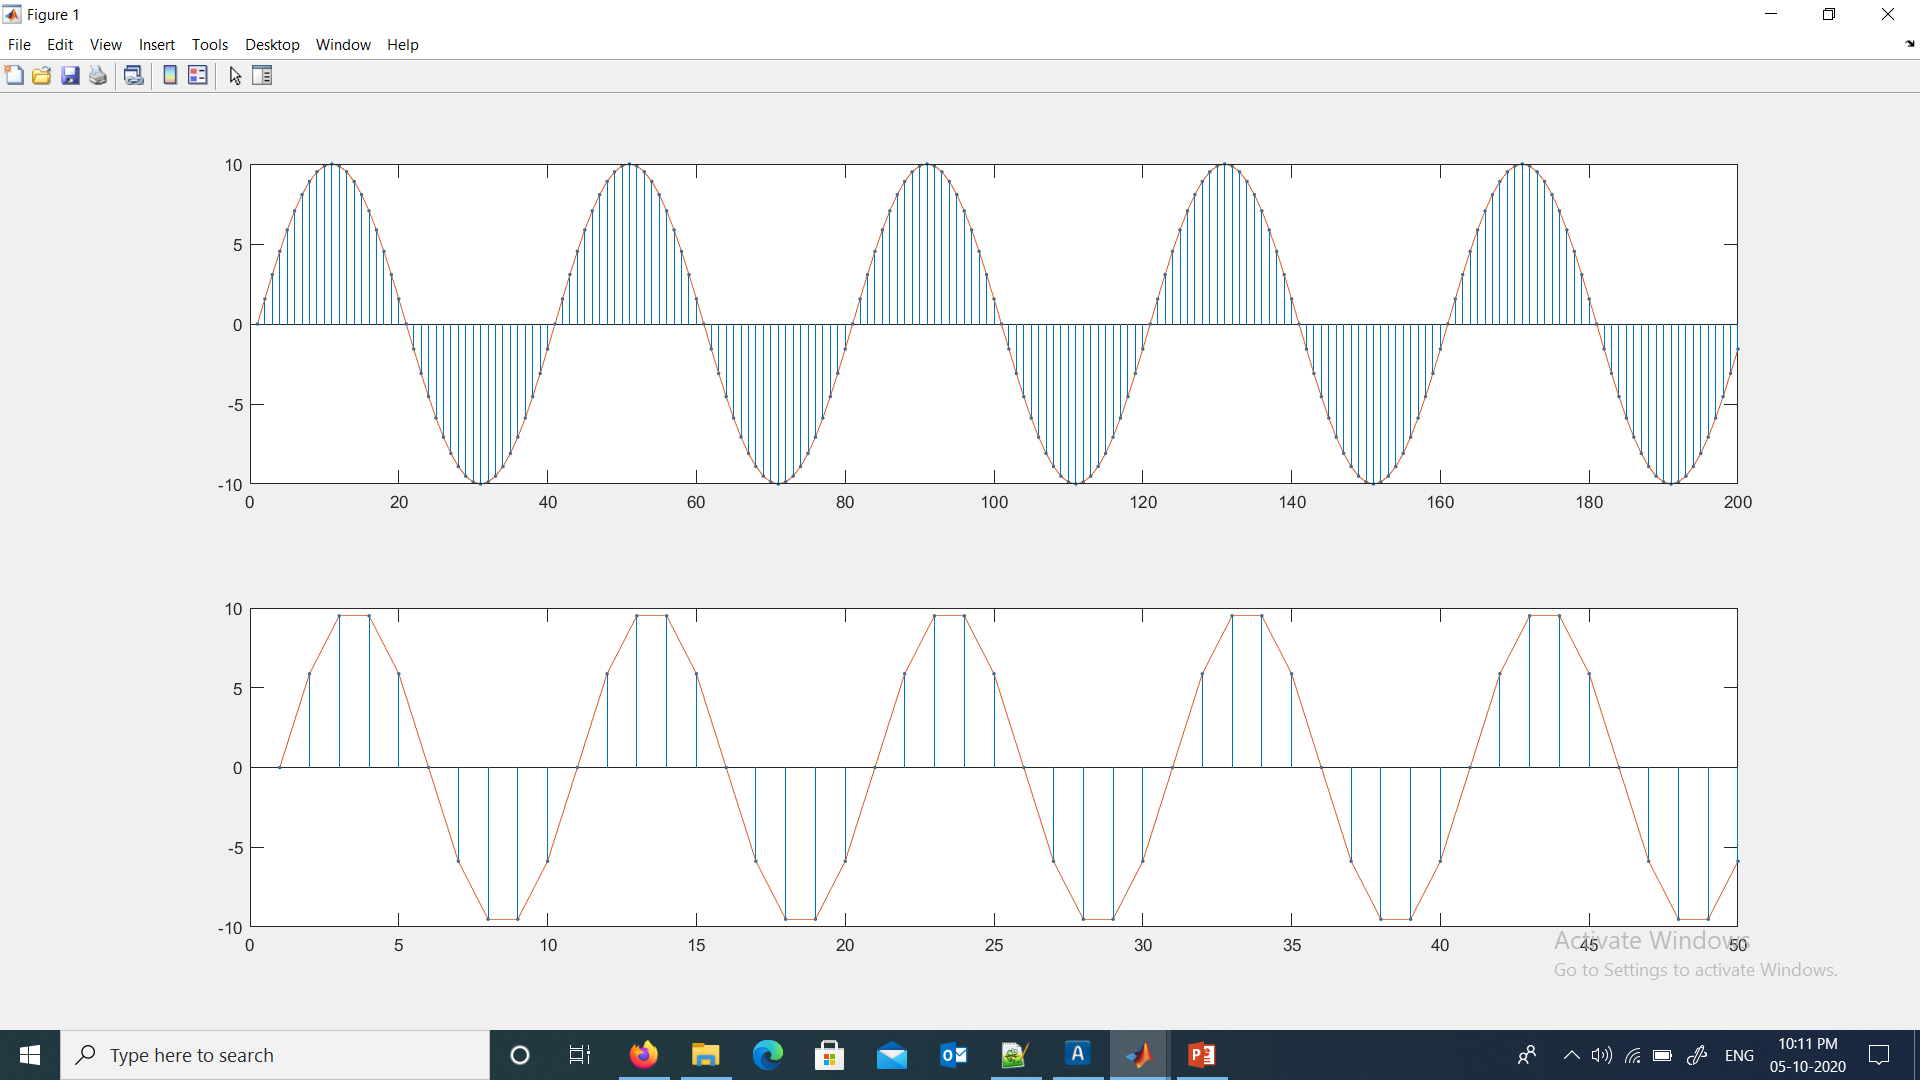 Figure 1
File Edit View Insert Tools Desktop Window Help
10
5
0
-5
-10
0 20 40 60 80 100 120 140 160 180 200
10
5
0
-5
-10
0 5 10 15 20 25 30 35 40 45 50
Activate Windows
Go to Settings to activate Windows.
Type here to search
ENG
10:11 PM
05-10-2020